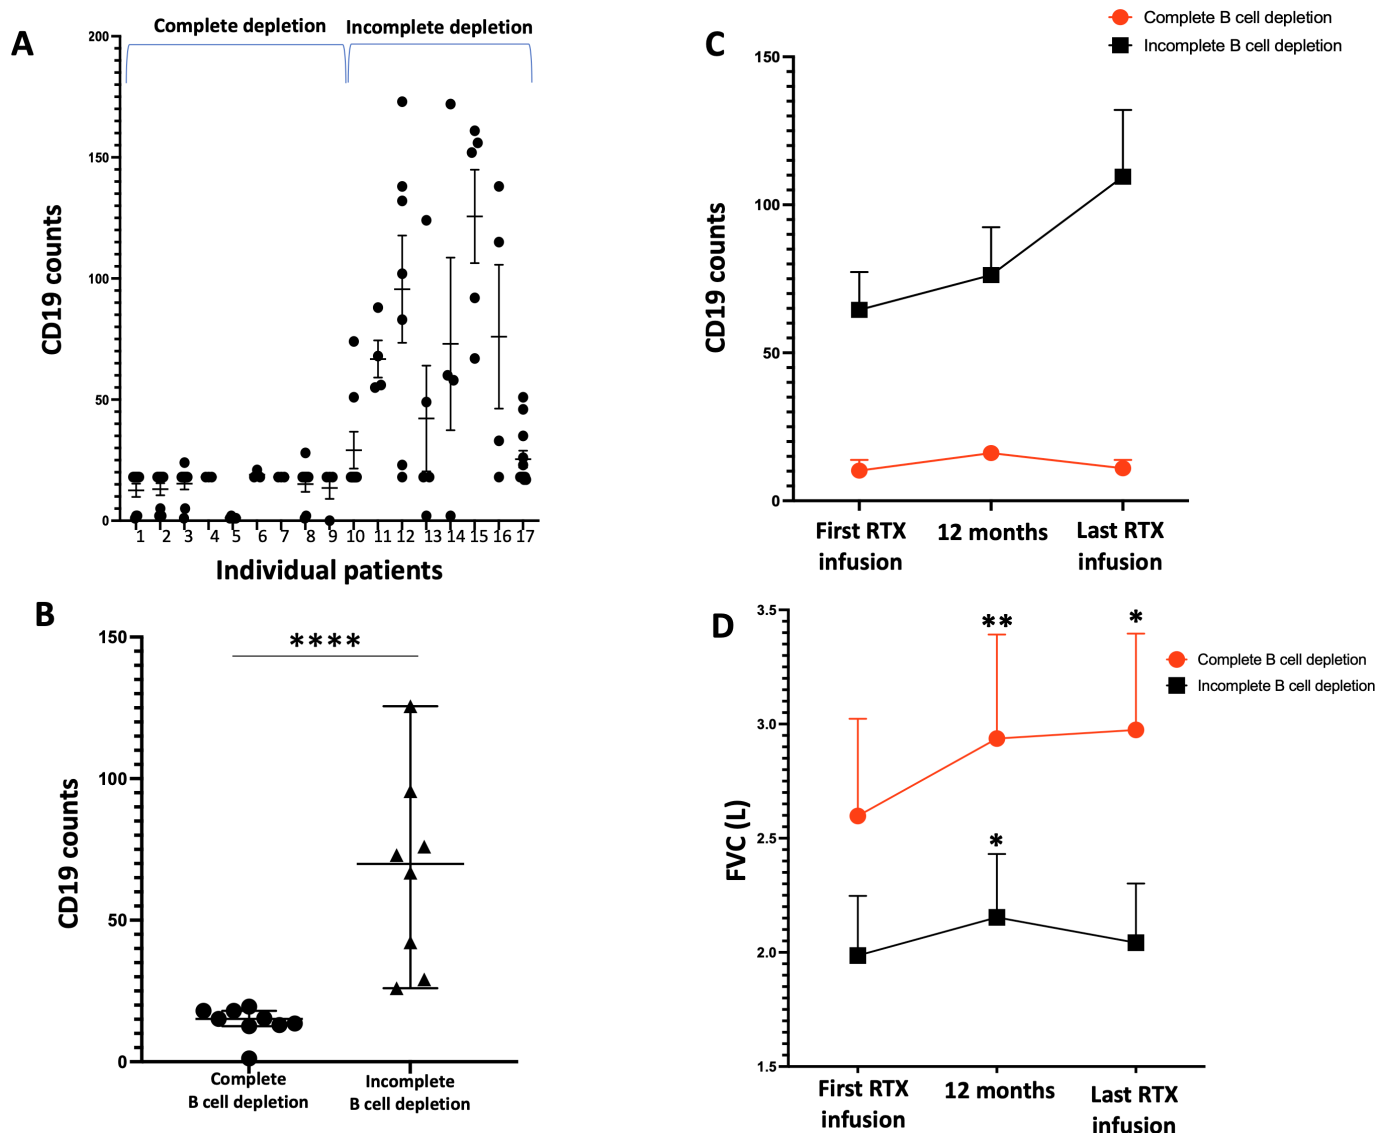 A
Complete depletion
Incomplete depletion
200
150
100
50
0
CD19 counts
1 2 3 4 5 6 7 8 9 10 11 12 13 14 15 16 17
Individual patients
B
****
150
100
50
0
CD19 counts
Complete
B cell depletion
Incomplete
B cell depletion
C
Complete B cell depletion
Incomplete B cell depletion
150
100
50
0
CD19 counts
First RTX
infusion
12 months
Last RTX
infusion
D
** 
*
*
Complete B cell depletion
Incomplete B cell depletion
3.5
3.0
2.5
2.0
1.5
FVC (L)
First RTX
infusion
12 months
Last RTX
infusion